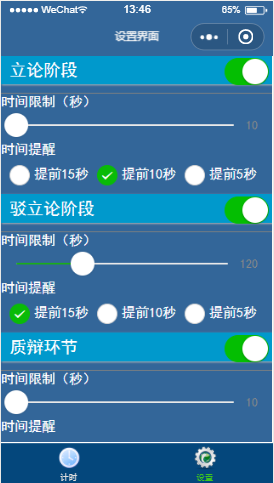 ●●●●● WeChat 13:46 65%
设置界面
立论阶段
时间限制（秒）
10
时间提醒
提前15秒 提前10秒 提前5秒
驳立论阶段
时间限制（秒）
120
时间提醒
提前15秒 提前10秒 提前5秒
质辩环节
时间限制（秒）
10
时间提醒
计时 设置